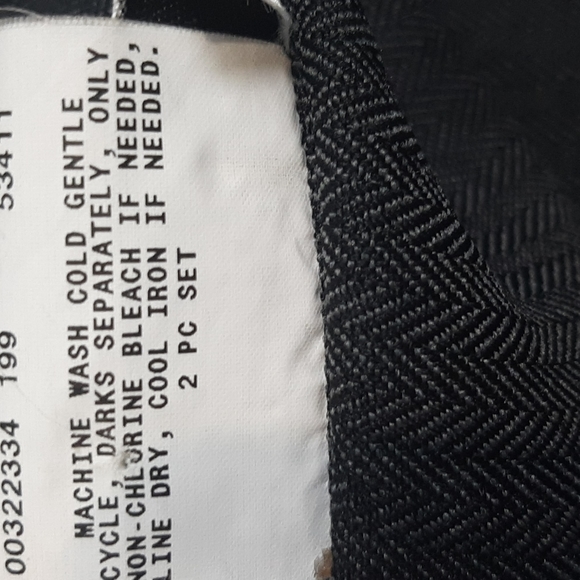 00322334 199 53411
MACHINE WASH COLD GENTLE
CYCLE, DARKS SEPARATELY, ONLY
NON-CHLORINE BLEACH IF NEEDED,
LINE DRY, COOL IRON IF NEEDED.
2 PC SET